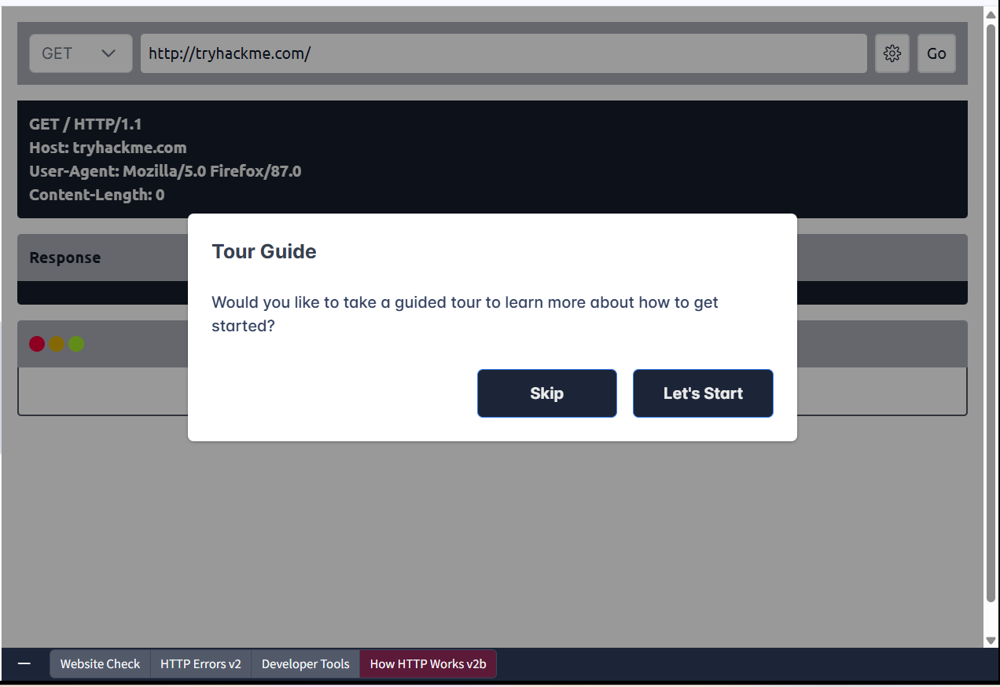 GET
http://tryhackme.com/
Go
GET / HTTP/1.1
Host: tryhackme.com
User-Agent: Mozilla/5.0 Firefox/87.0
Content-Length: 0
Response
Tour Guide
Would you like to take a guided tour to learn more about how to get
started?
Skip
Let's Start
Website Check
HTTP Errors v2
Developer Tools
How HTTP Works v2b